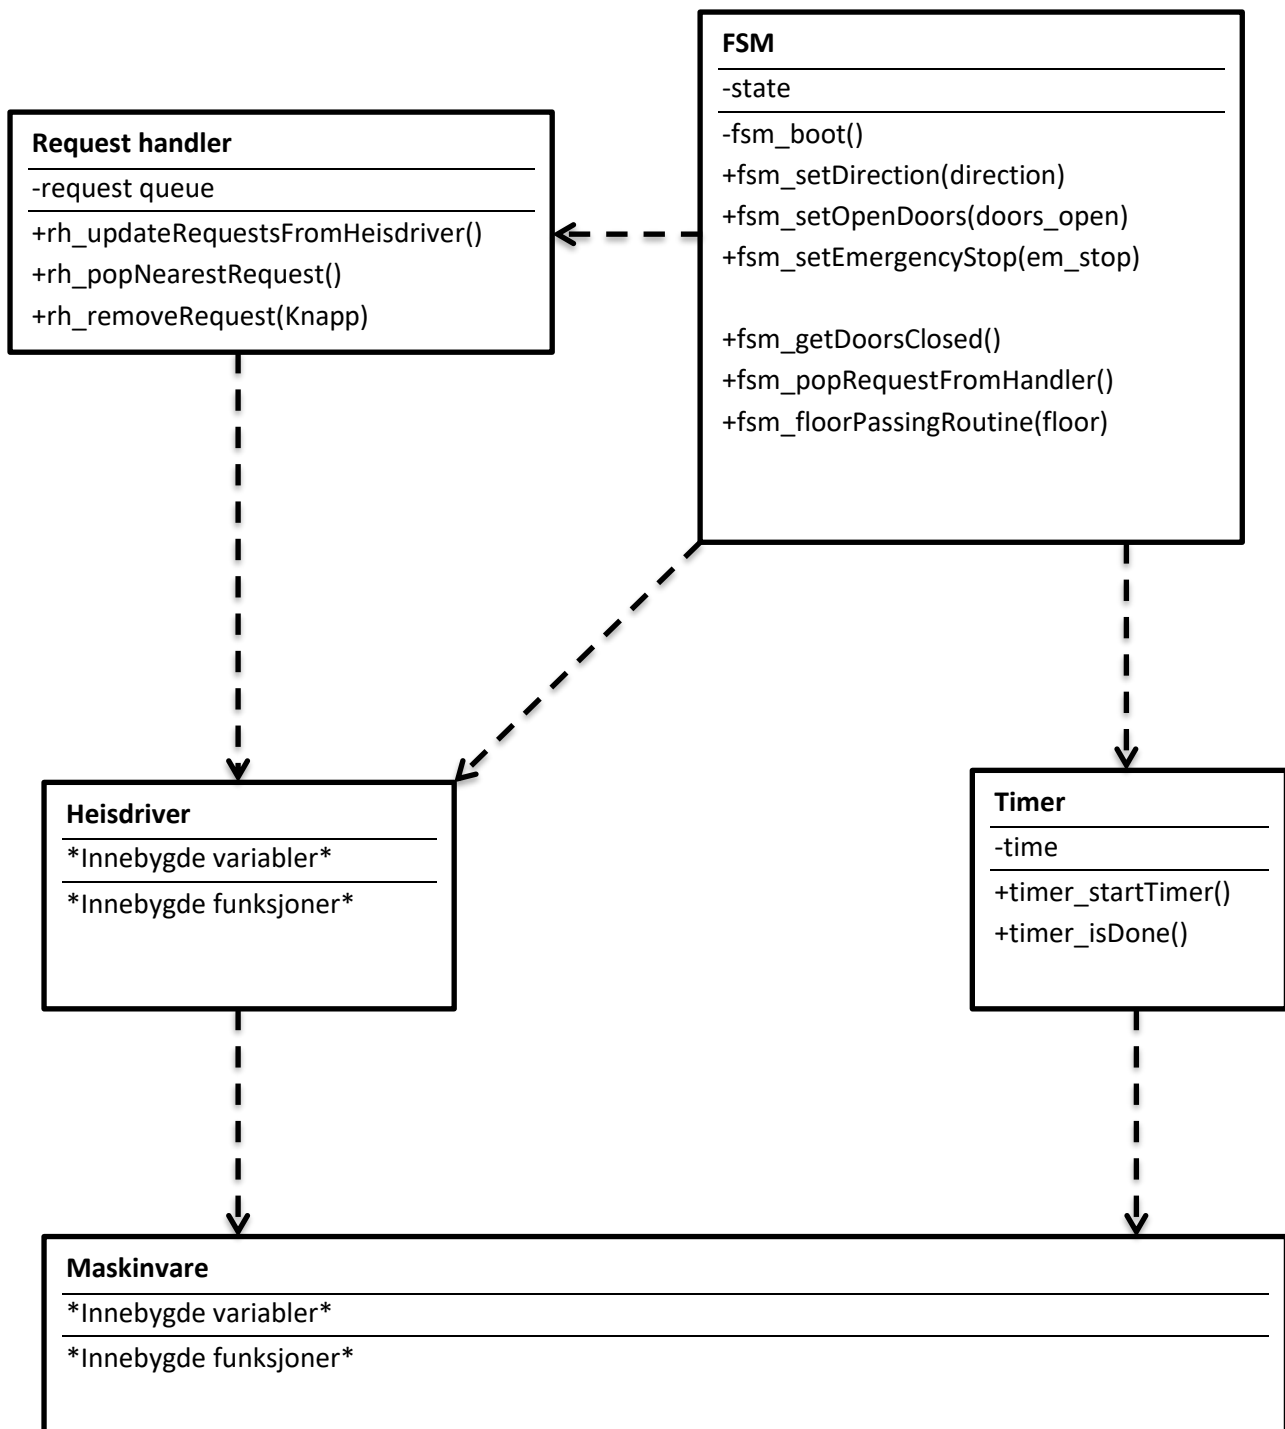 FSM
-state
-fsm_boot()
+fsm_setDirection(direction)
+fsm_setOpenDoors(doors_open)
+fsm_setEmergencyStop(em_stop)
+fsm_getDoorsClosed()
+fsm_popRequestFromHandler()
+fsm_floorPassingRoutine(floor)
Request handler
-request queue
+rh_updateRequestsFromHeisdriver()
+rh_popNearestRequest()
+rh_removeRequest(Knapp)
Heisdriver
*Innebygde variabler*
*Innebygde funksjoner*
Timer
-time
+timer_startTimer()
+timer_isDone()
Maskinvare
*Innebygde variabler*
*Innebygde funksjoner*